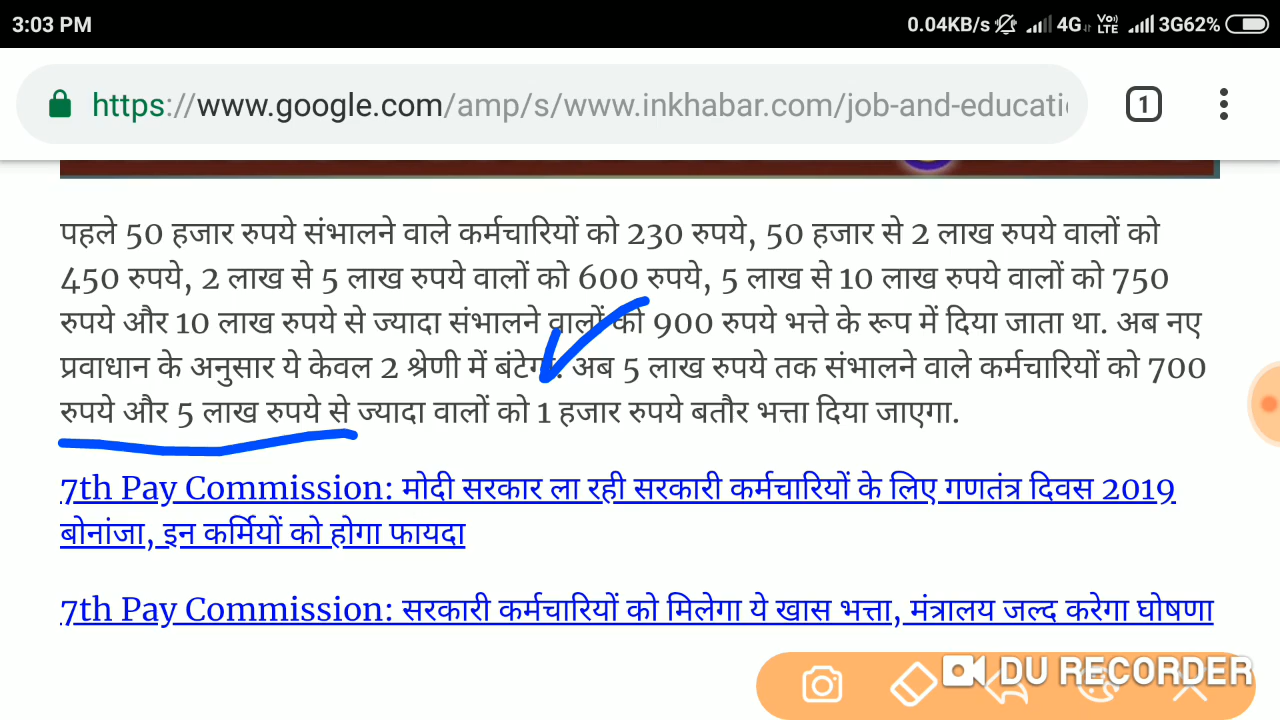 3:03 PM
0.04KB/s 4G Vo) LTE 3G 62%
https://www.google.com/amp/s/www.inkhabar.com/job-and-educati
1
पहले 50 हजार रुपये संभालने वाले कर्मचारियों को 230 रुपये, 50 हजार से 2 लाख रुपये वालों को
450 रुपये, 2 लाख से 5 लाख रुपये वालों को 600 रुपये, 5 लाख से 10 लाख रुपये वालों को 750
रुपये और 10 लाख रुपये से ज्यादा संभालने वालों को 900 रुपये भत्ते के रूप में दिया जाता था. अब नए
प्रवाधान के अनुसार ये केवल 2 श्रेणी में बंटेगा. अब 5 लाख रुपये तक संभालने वाले कर्मचारियों को 700
रुपये और 5 लाख रुपये से ज्यादा वालों को 1 हजार रुपये बतौर भत्ता दिया जाएगा.
7th Pay Commission: मोदी सरकार ला रही सरकारी कर्मचारियों के लिए गणतंत्र दिवस 2019
बोनांजा, इन कर्मियों को होगा फायदा
7th Pay Commission: सरकारी कर्मचारियों को मिलेगा ये खास भत्ता, मंत्रालय जल्द करेगा घोषणा
DU RECORDER